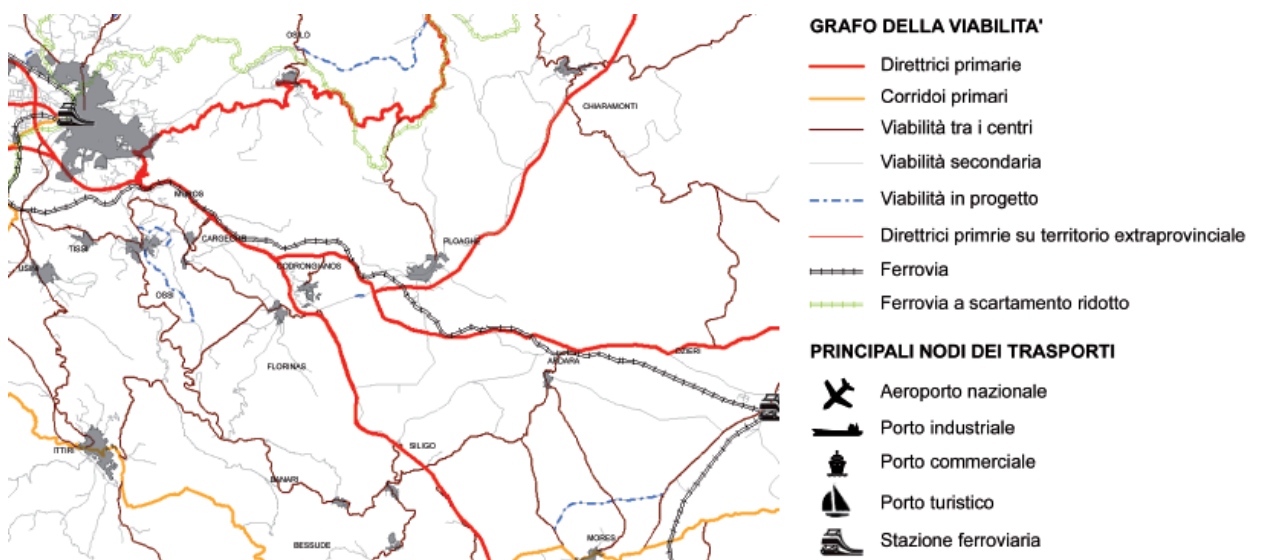 OSILO
CHIARAMONTI
MUROS
CARGEGHE
PLOAGHE
TISSI
CODRONGIANOS
USINI
OSSI
OZIERI
ARDARA
FLORINAS
SILIGO
ITTIRI
BANARI
MORES
BESSUDE
GRAFO DELLA VIABILITA'
Direttrici primarie
Corridoi primari
Viabilità tra i centri
Viabilità secondaria
Viabilità in progetto
Direttrici primrie su territorio extraprovinciale
Ferrovia
Ferrovia a scartamento ridotto
PRINCIPALI NODI DEI TRASPORTI
Aeroporto nazionale
Porto industriale
Porto commerciale
Porto turistico
Stazione ferroviaria